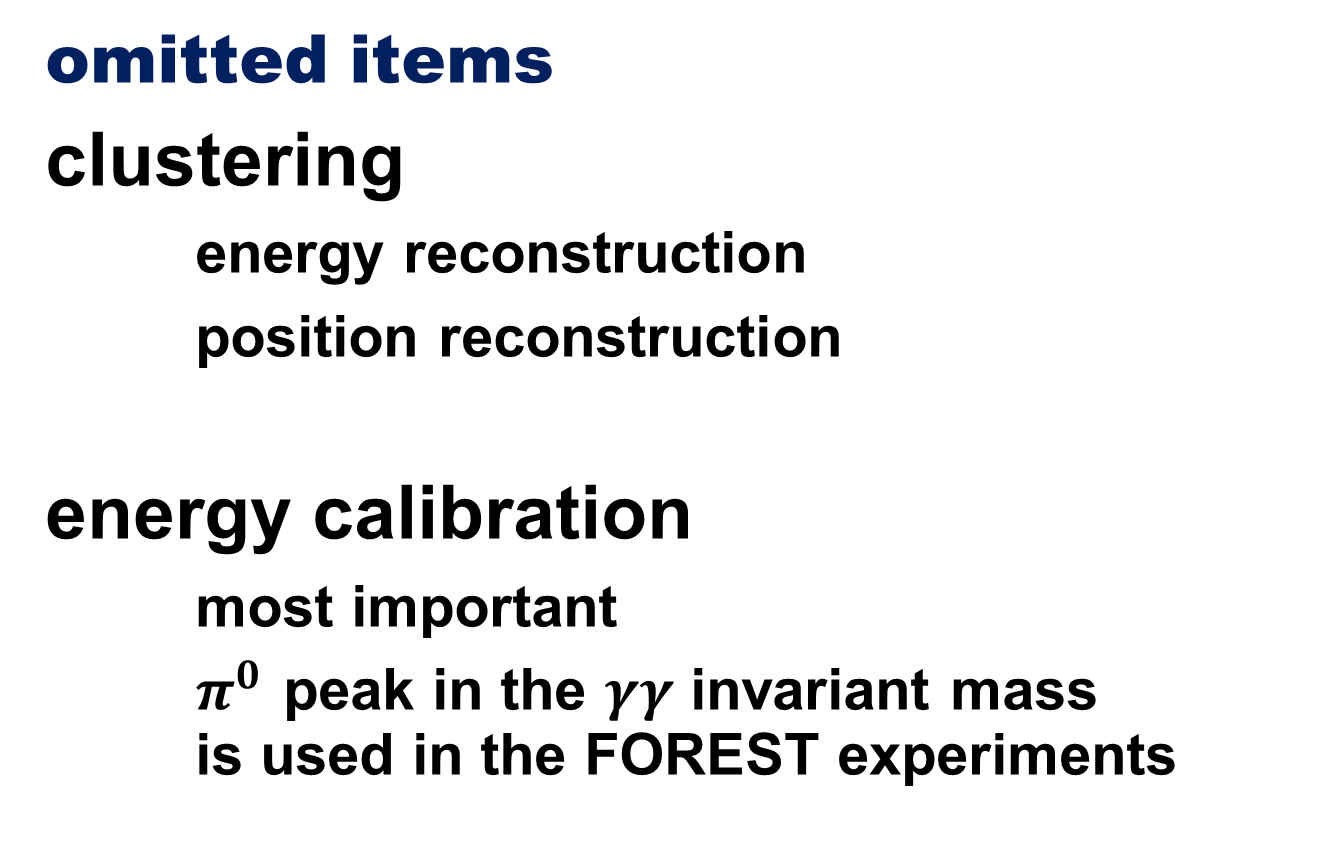 omitted items
clustering
energy reconstruction
position reconstruction
energy calibration
most important
π⁰ peak in the γγ invariant mass
is used in the FOREST experiments